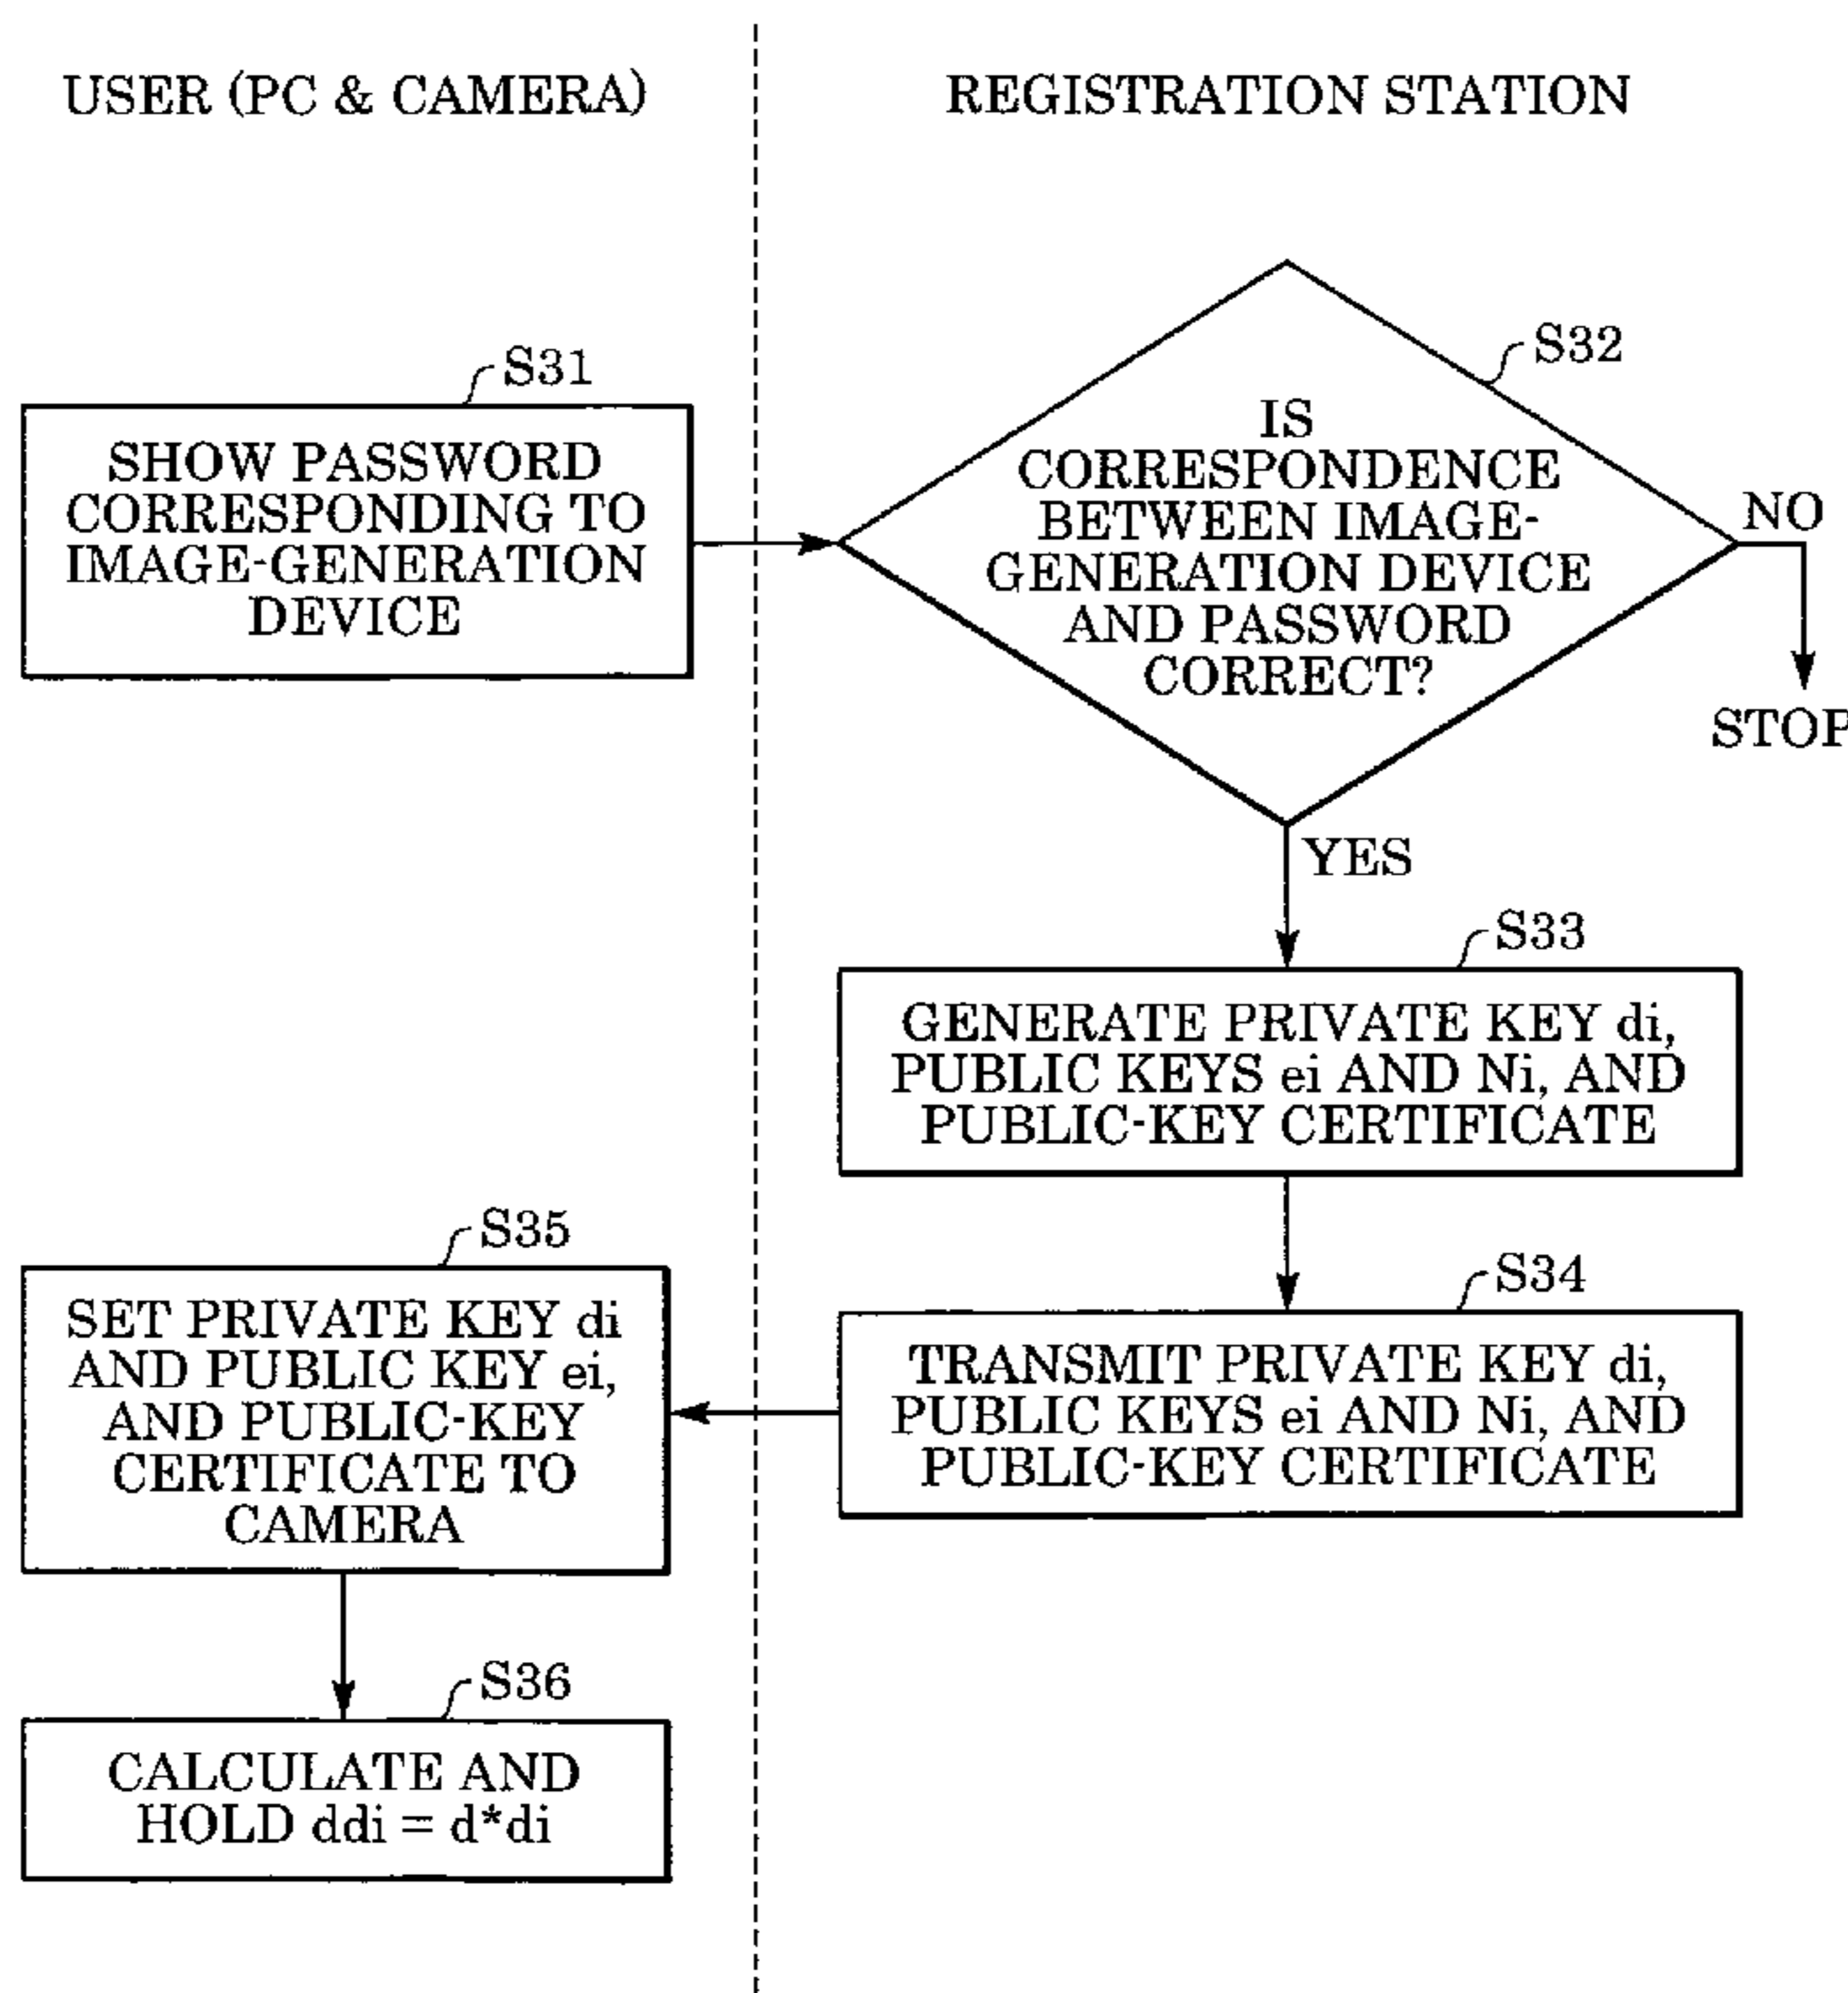 USER (PC & CAMERA)
REGISTRATION STATION
S31
SHOW PASSWORD
CORRESPONDING TO
IMAGE-GENERATION
DEVICE
S32
IS
CORRESPONDENCE
BETWEEN IMAGE-
GENERATION DEVICE
AND PASSWORD
CORRECT?
NO
STOP
YES
S33
GENERATE PRIVATE KEY di,
PUBLIC KEYS ei AND Ni, AND
PUBLIC-KEY CERTIFICATE
S34
TRANSMIT PRIVATE KEY di,
PUBLIC KEYS ei AND Ni, AND
PUBLIC-KEY CERTIFICATE
S35
SET PRIVATE KEY di
AND PUBLIC KEY ei,
AND PUBLIC-KEY
CERTIFICATE TO
CAMERA
S36
CALCULATE AND
HOLD ddi = d*di